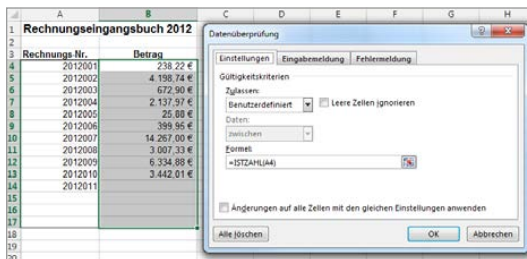 A B C D E F G H
1 Rechnungseingangsbuch 2012
2
3 Rechnungs-Nr. Betrag
4 2012001 238,22 €
5 2012002 4.198,74 €
6 2012003 672,90 €
7 2012004 2.137,97 €
8 2012005 25,88 €
9 2012006 399,95 €
10 2012007 14.267,00 €
11 2012008 3.007,33 €
12 2012009 6.334,88 €
13 2012010 3.442,01 €
14 2012011
15
16
17
18
19
20
Datenüberprüfung
Einstellungen Eingabemeldung Fehlermeldung
Gültigkeitskriterien
Zulassen:
Benutzerdefiniert Leere Zellen ignorieren
Daten:
zwischen
Formel:
=ISTZAHL(A4)
Änderungen auf alle Zellen mit den gleichen Einstellungen anwenden
Alle löschen OK Abbrechen